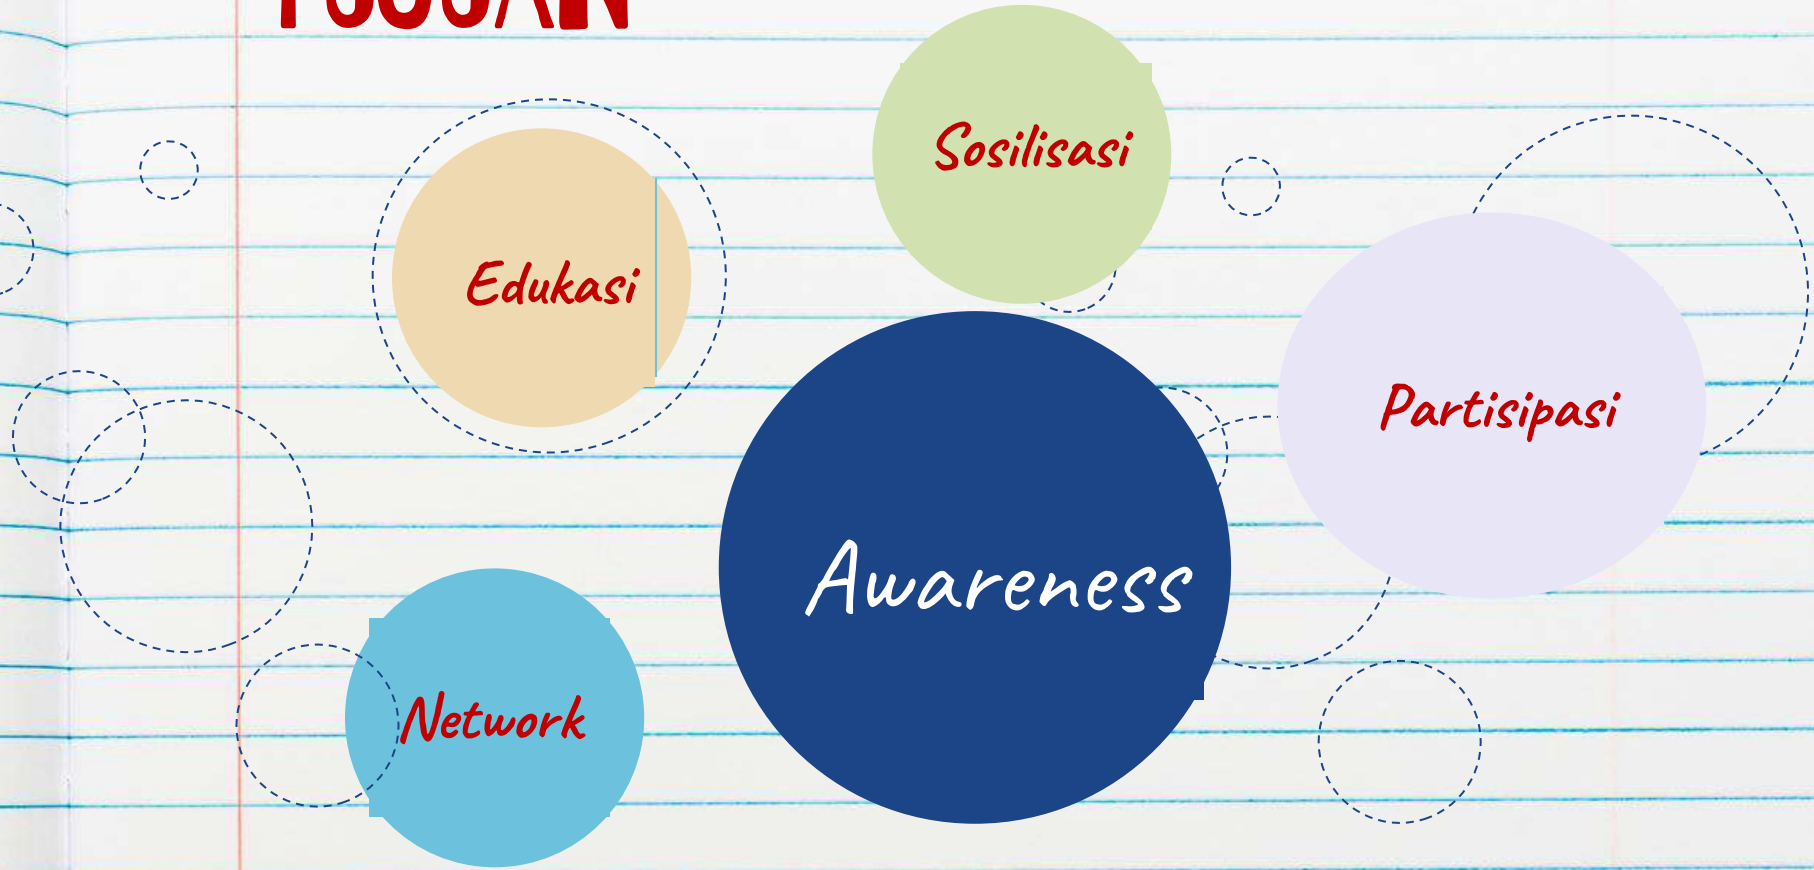 Sosilisasi
Edukasi
Partisipasi
Awareness
Network